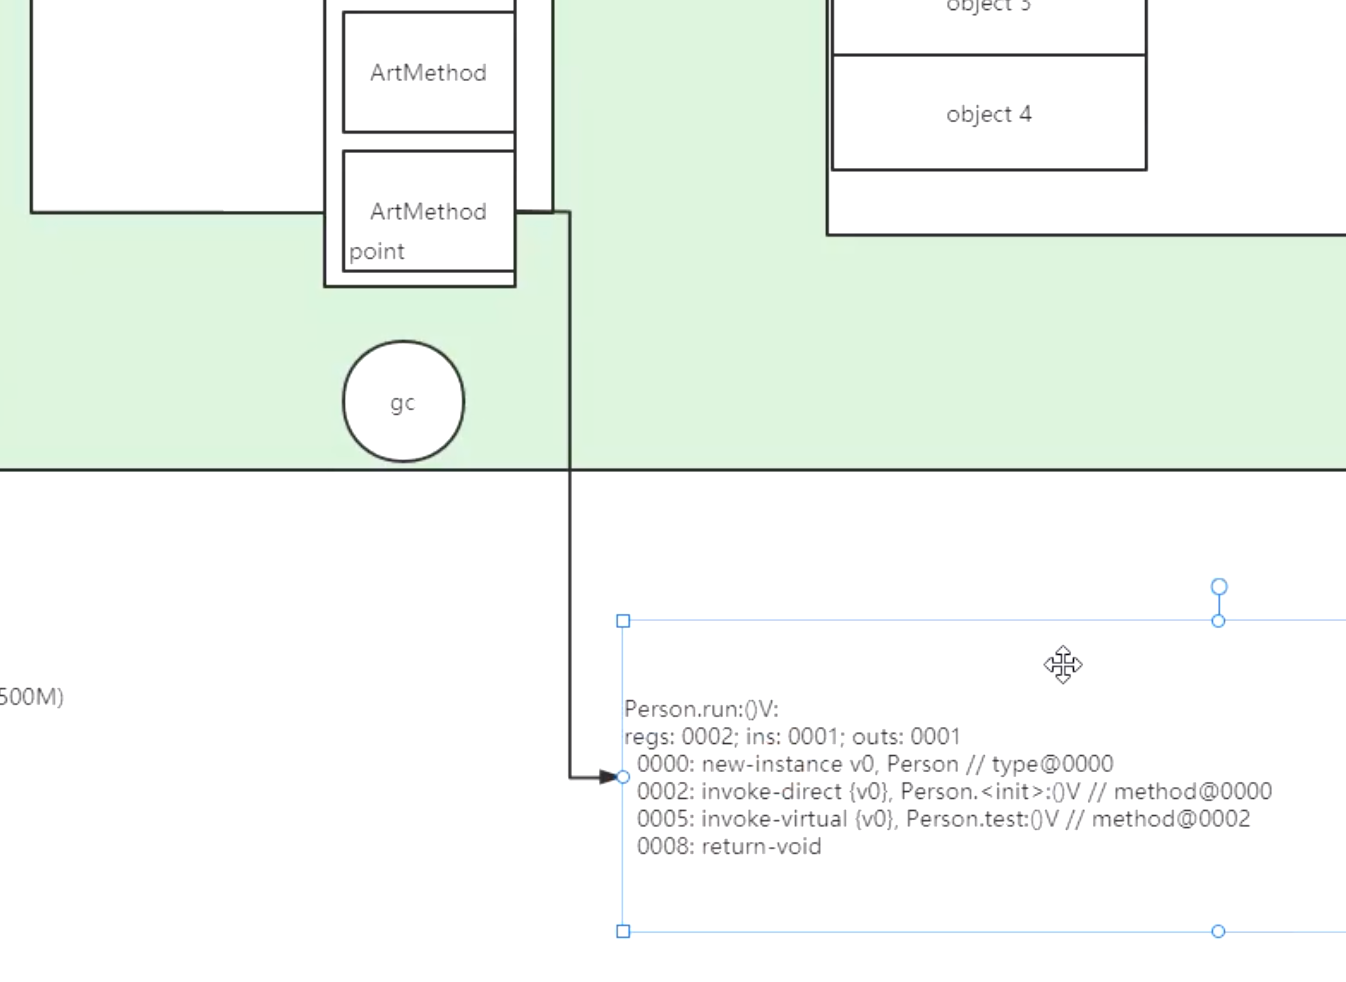 object 3
ArtMethod
object 4
ArtMethod
point
gc
500M)
Person.run:()V:
regs: 0002; ins: 0001; outs: 0001
0000: new-instance v0, Person // type@0000
0002: invoke-direct {v0}, Person.<init>:()V // method@0000
0005: invoke-virtual {v0}, Person.test:()V // method@0002
0008: return-void